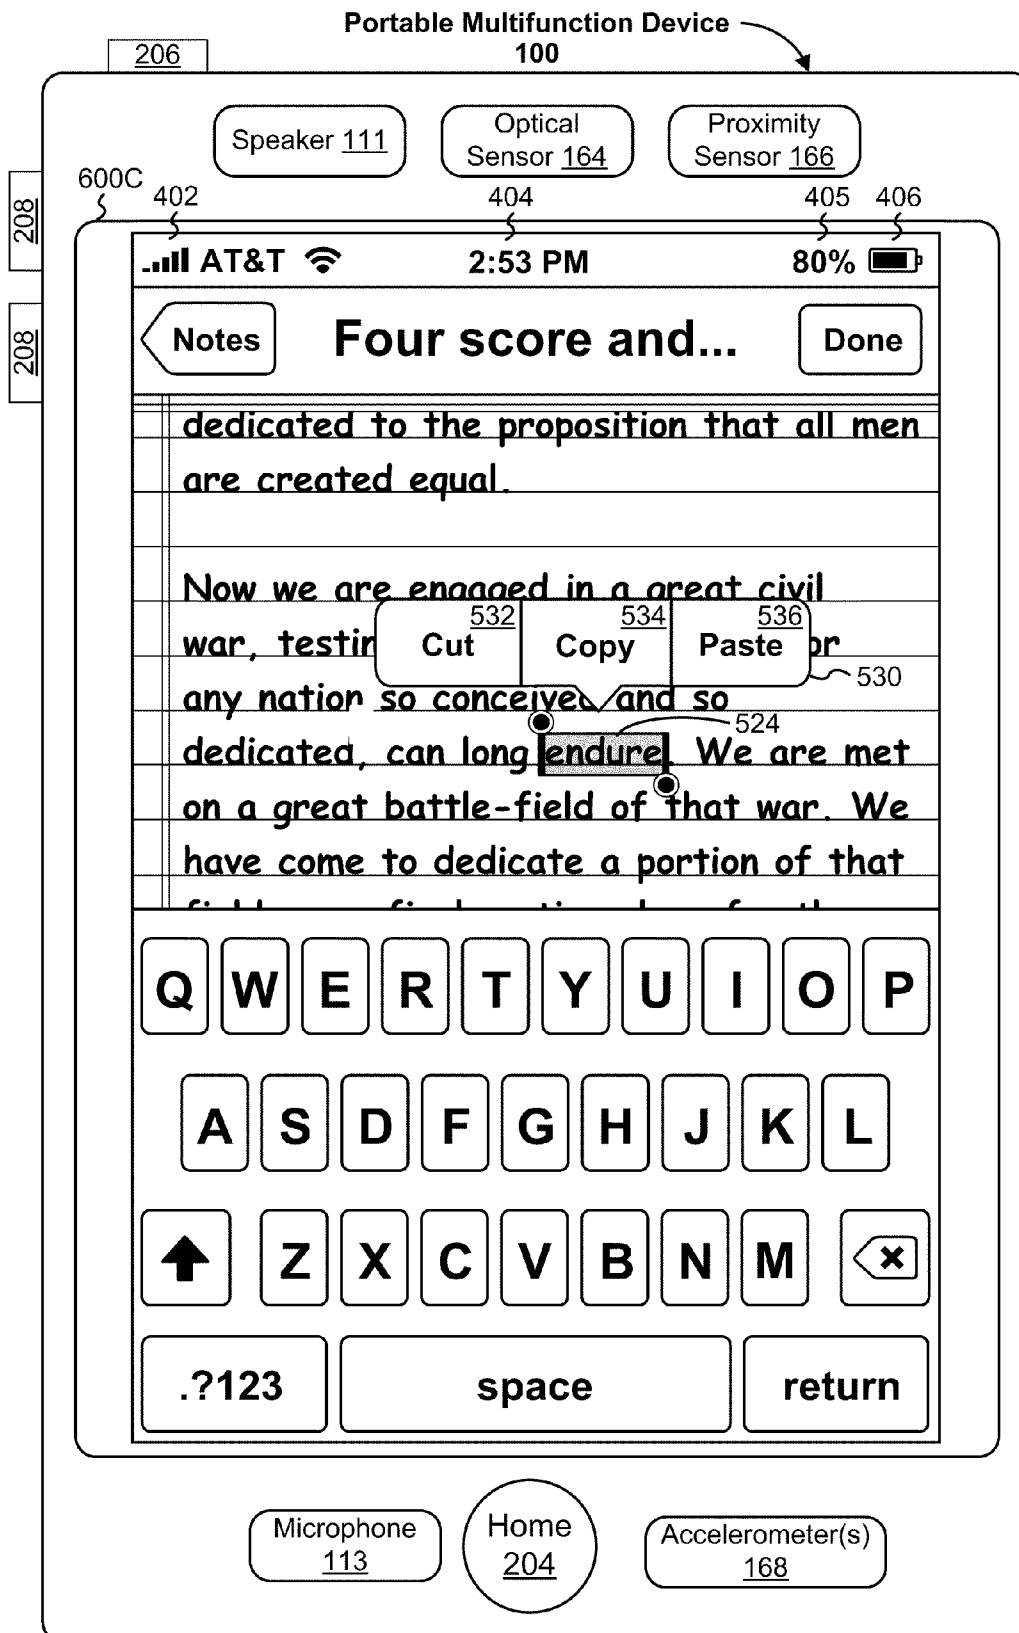 Portable Multifunction Device
100
206
Speaker 111
Optical
Sensor 164
Proximity
Sensor 166
208
208
600C
402
404
405
406
AT&T
2:53 PM
80%
Notes
Four score and...
Done
dedicated to the proposition that all men
are created equal.
Now we are engaged in a great civil
war,
532
Cut
534
Copy
536
Paste
530
any nation so conceived and so
524
dedicated, can long endure. We are met
on a great battle-field of that war. We
have come to dedicate a portion of that
Q W E R T Y U I O P
A S D F G H J K L
Z X C V B N M
.?123
space
return
Microphone
113
Home
204
Accelerometer(s)
168